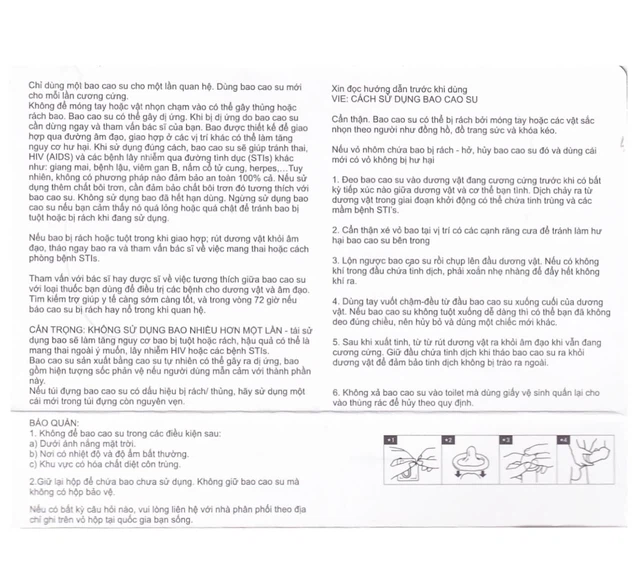 Chỉ dùng một bao cao su cho một lần quan hệ. Dùng bao cao su mới
cho mỗi lần cương cứng.
Không để móng tay hoặc vật nhọn chạm vào có thể gây thủng hoặc
rách bao. Bao cao su có thể gây dị ứng. Khi bị dị ứng do bao cao su
cần dừng ngay và tham vấn bác sĩ của bạn. Bao được thiết kế để giao
hợp qua đường âm đạo, giao hợp ở các vị trí khác có thể làm tăng
nguy cơ hư hại. Khi sử dụng đúng cách, bao cao su sẽ giúp tránh thai,
HIV (AIDS) và các bệnh lây nhiễm qua đường tình dục (STIs) khác
như: giang mai, bệnh lậu, viêm gan B, nấm cổ tử cung, herpes,....Tuy
nhiên, không có phương pháp nào đảm bảo an toàn 100% cả. Nếu sử
dụng thêm chất bôi trơn, cần đảm bảo chất bôi trơn đó tương thích với
bao cao su. Không sử dụng bao đã hết hạn dùng. Ngừng sử dụng bao
cao su nếu bạn cảm thấy nó quá lỏng hoặc quá chật để tránh bao bị
tuột hoặc bị rách khi đang sử dụng.
Nếu bao bị rách hoặc tuột trong khi giao hợp; rút dương vật khỏi âm
đạo, tháo ngay bao ra và tham vấn bác sĩ về việc mang thai hoặc cách
phòng bệnh STIs.
Tham vấn với bác sĩ hay dược sĩ về việc tương thích giữa bao cao su
với loại thuốc bạn dùng để điều trị các bệnh cho dương vật và âm đạo.
Tìm kiếm trợ giúp y tế càng sớm càng tốt, và trong vòng 72 giờ nếu
báo cao su bị rách hay nổ trong khi quan hệ.
CẨN TRỌNG: KHÔNG SỬ DỤNG BAO NHIỀU HƠN MỘT LẦN - tái sử
dụng bao sẽ làm tăng nguy cơ bao bị tuột hoặc rách, hậu quả có thể là
mang thai ngoài ý muốn, lây nhiễm HIV hoặc các bệnh STIs.
Bao cao su sản xuất bằng cao su tự nhiên có thể gây ra dị ứng, bao
gồm hiện tượng sốc phản vệ nếu người dùng mẫn cảm với thành phần
này.
Nếu túi đựng bao cao su có dấu hiệu bị rách/ thủng, hãy sử dụng một
cái mới trong túi đựng còn nguyên vẹn.
BẢO QUẢN:
1. Không để bao cao su trong các điều kiện sau:
a) Dưới ánh nắng mặt trời.
b) Nơi có nhiệt độ và độ ẩm bất thường.
c) Khu vực có hóa chất diệt côn trùng.
2.Giữ lại hộp để chứa bao chưa sử dụng. Không giữ bao cao su mà
không có hộp bảo vệ.
Nếu có bất kỳ câu hỏi nào, vui lòng liên hệ với nhà phân phối theo địa
chỉ ghi trên vỏ hộp tại quốc gia bạn sống.
Xin đọc hướng dẫn trước khi dùng
VIE: CÁCH SỬ DỤNG BAO CAO SU
Cẩn thận. Bao cao su có thể bị rách bởi móng tay hoặc các vật sắc
nhọn theo người như đồng hồ, đồ trang sức và khóa kéo.
Nếu vỏ nhôm chứa bao bị rách - hở, hủy bao cao su đó và dùng cái
mới có vỏ không bị hư hại
1. Đeo bao cao su vào dương vật đang cương cứng trước khi có bất
kỳ tiếp xúc nào giữa dương vật và cơ thể bạn tình. Dịch chảy ra từ
dương vật trong giai đoạn khởi động có thể chứa tinh trùng và các
mầm bệnh STI's.
2. Cẩn thận xé vỏ bao tại vị trí có các cạnh răng cưa để tránh làm hư
hại bao cao su bên trong
3. Lộn ngược bao cao su rồi chụp lên đầu dương vật. Nếu có không
khí trong đầu chứa tinh dịch, phải xoắn nhẹ nhàng để đẩy hết không
khí ra.
4. Dùng tay vuốt chậm-đều từ đầu bao cao su xuống cuối của dương
vật. Nếu bao cao su không tuột xuống dễ dàng thì có thể bạn đã không
đeo đúng chiều, nên hủy bỏ và dùng một chiếc mới khác.
5. Sau khi xuất tinh, từ từ rút dương vật ra khỏi âm đạo khi vẫn đang
cương cứng. Giữ đầu chứa tinh dịch khi tháo bao cao su ra khỏi
dương vật để đảm bảo tinh dịch không bị trào ra ngoài.
6. Không xả bao cao su vào toilet mà dùng giấy vệ sinh quấn lại cho
vào thùng rác để hủy theo quy định.
*1 *2 *3 *4